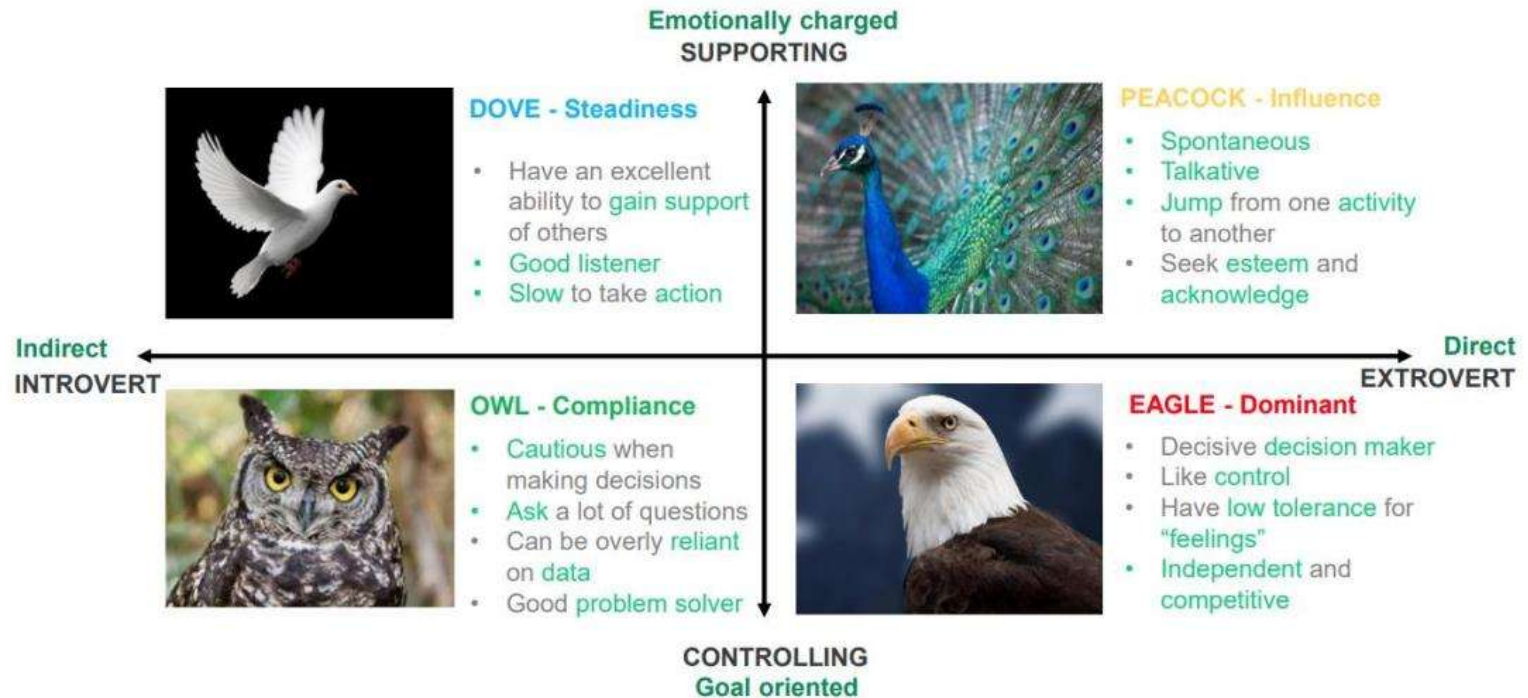 Emotionally charged
SUPPORTING
DOVE - Steadiness
• Have an excellent
ability to gain support
of others
• Good listener
• Slow to take action
PEACOCK - Influence
• Spontaneous
• Talkative
• Jump from one activity
to another
• Seek esteem and
acknowledge
Indirect
INTROVERT
Direct
EXTROVERT
OWL - Compliance
• Cautious when
making decisions
• Ask a lot of questions
• Can be overly reliant
on data
• Good problem solver
EAGLE - Dominant
• Decisive decision maker
• Like control
• Have low tolerance for
“feelings”
• Independent and
competitive
CONTROLLING
Goal oriented